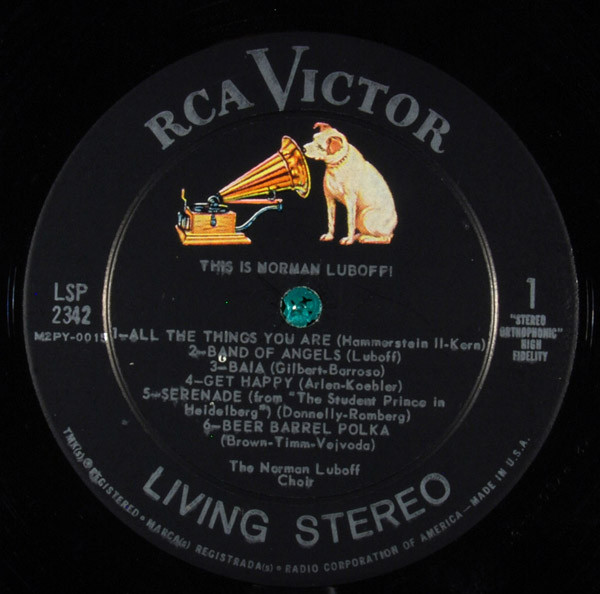 RCA VICTOR
THIS IS NORMAN LUBOFF!
LSP
2342
1
"STEREO
ORTHOPHONIC"
HIGH
FIDELITY
1—ALL THE THINGS YOU ARE (Hammerstein II-Kern)
2—BAND OF ANGELS (Luboff)
3—BAIA (Gilbert-Barroso)
4—GET HAPPY (Arlen-Koehler)
5—SERENADE (from "The Student Prince in
Heidelberg") (Donnelly-Romberg)
6—BEER BARREL POLKA
(Brown-Timm-Vejvoda)
The Norman Luboff
Choir
LIVING STEREO
TMK(s) ® REGISTERED • MARCA(s) REGISTRADA(s) • RADIO CORPORATION OF AMERICA—MADE IN U.S.A.